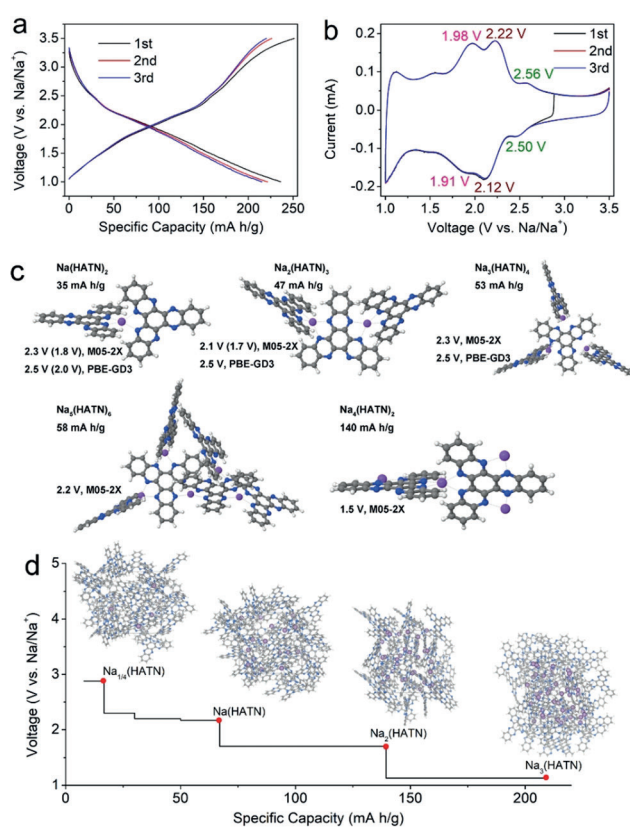 a
1st
2nd
3rd
Voltage (V vs. Na/Na⁺)
3.5
3.0
2.5
2.0
1.5
1.0
0 50 100 150 200 250
Specific Capacity (mA h/g)
b
1.98 V
2.22 V
2.56 V
1st
2nd
3rd
Current (mA)
0.2
0.1
0.0
-0.1
-0.2
2.50 V
1.91 V
2.12 V
1.0 1.5 2.0 2.5 3.0 3.5
Voltage (V vs. Na/Na⁺)
c
Na(HATN)₂
35 mA h/g
2.3 V (1.8 V), M05-2X
2.5 V (2.0 V), PBE-GD3
Na₂(HATN)₃
47 mA h/g
2.1 V (1.7 V), M05-2X
2.5 V, PBE-GD3
Na₃(HATN)₄
53 mA h/g
2.3 V, M05-2X
2.5 V, PBE-GD3
Na₅(HATN)₆
58 mA h/g
2.2 V, M05-2X
Na₄(HATN)₂
140 mA h/g
1.5 V, M05-2X
d
Voltage (V vs. Na/Na⁺)
5
4
3
2
1
Na₁/₄(HATN)
Na(HATN)
Na₂(HATN)
Na₃(HATN)
50 100 150 200
Specific Capacity (mA h/g)